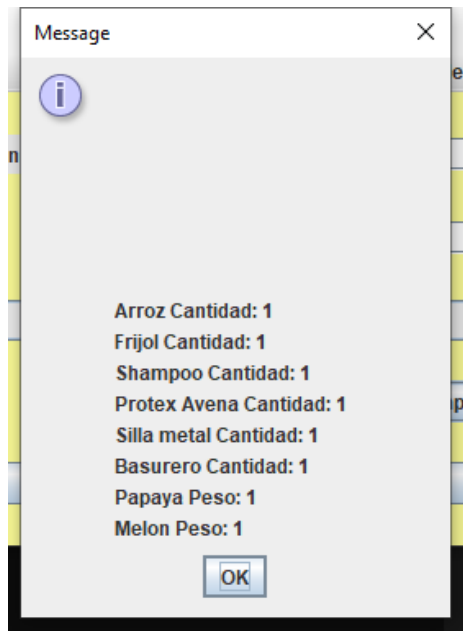 Message
e
n
Arroz Cantidad: 1
Frijol Cantidad: 1
Shampoo Cantidad: 1
Protex Avena Cantidad: 1
Silla metal Cantidad: 1
Basurero Cantidad: 1
Papaya Peso: 1
Melon Peso: 1
OK